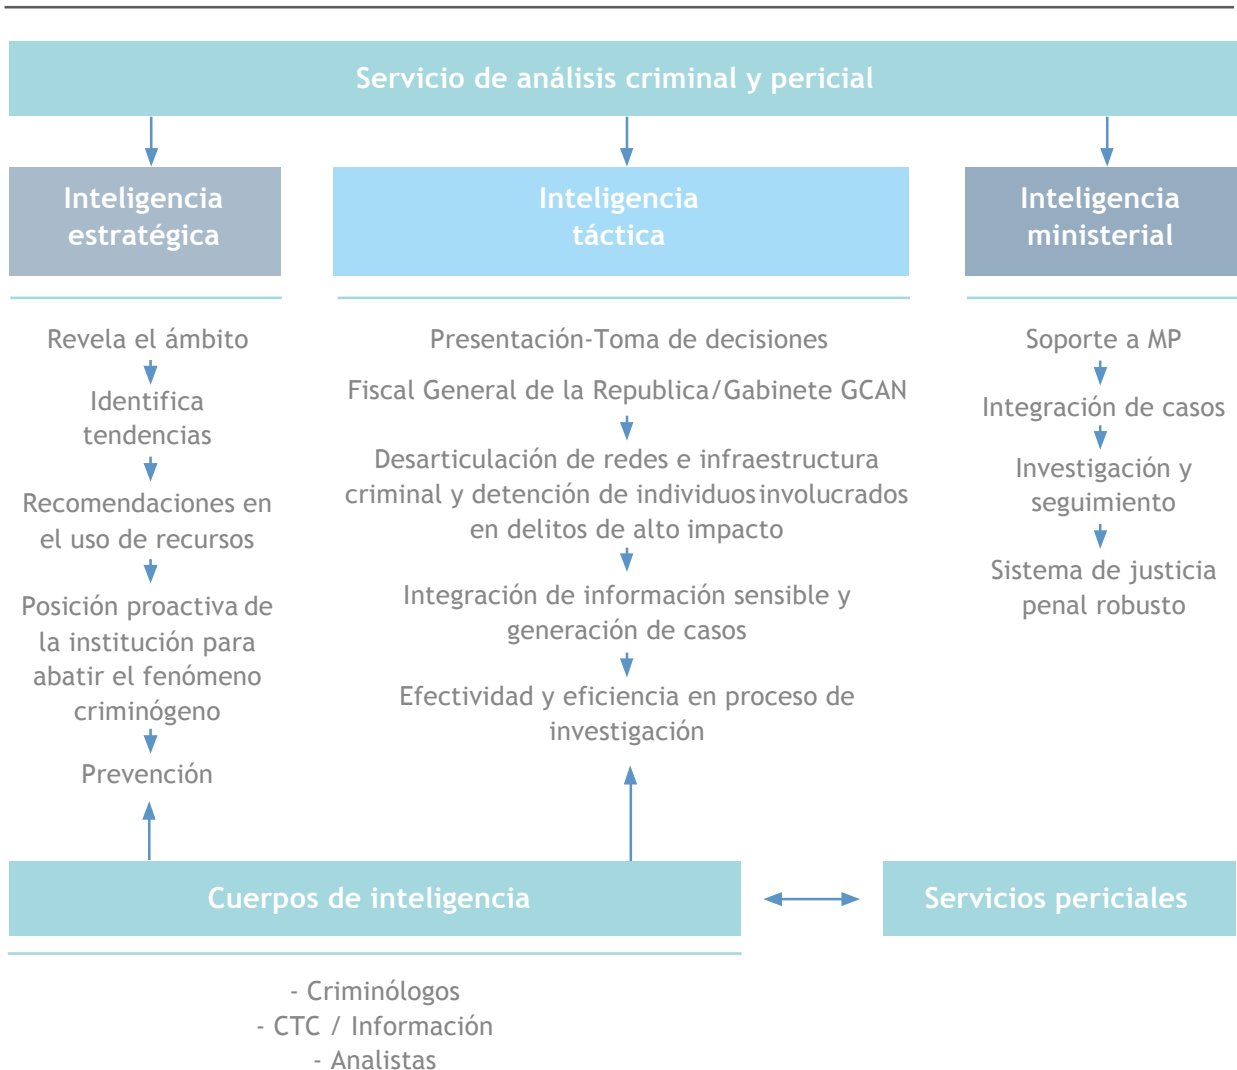 Servicio de análisis criminal y pericial
Inteligencia
estratégica
Revela el ámbito
Identifica
tendencias
Recomendaciones en
el uso de recursos
Posición proactiva de
la institución para
abatir el fenómeno
criminógeno
Prevención
Inteligencia
táctica
Presentación-Toma de decisiones
Fiscal General de la Republica/Gabinete GCAN
Desarticulación de redes e infraestructura
criminal y detención de individuos involucrados
en delitos de alto impacto
Integración de información sensible y
generación de casos
Efectividad y eficiencia en proceso de
investigación
Inteligencia
ministerial
Soporte a MP
Integración de casos
Investigación y
seguimiento
Sistema de justicia
penal robusto
Cuerpos de inteligencia
- Criminólogos
- CTC / Información
- Analistas
Servicios periciales